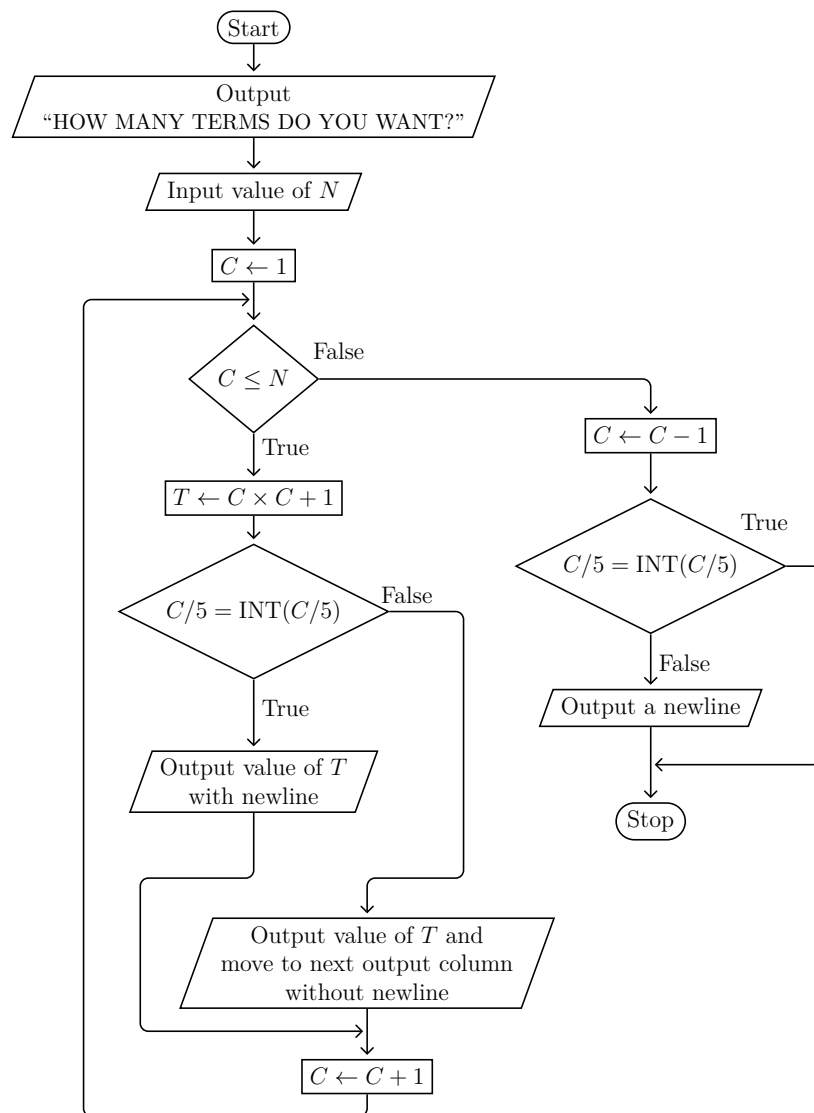 Start
Output
“HOW MANY TERMS DO YOU WANT?”
Input value of N
C ← 1
C ≤ N
False
True
T ← C × C + 1
C/5 = INT(C/5)
False
True
Output value of T
with newline
Output value of T and
move to next output column
without newline
C ← C + 1
C ← C − 1
C/5 = INT(C/5)
True
False
Output a newline
Stop